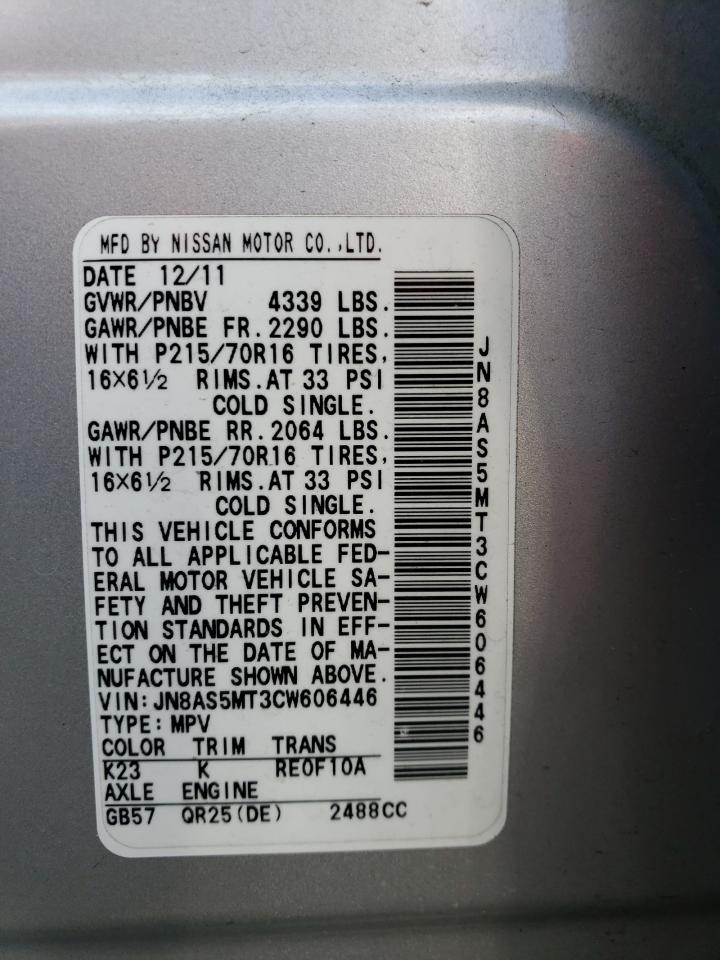 MFD BY NISSAN MOTOR CO.,LTD.
DATE 12/11
GVWR/PNBV 4339 LBS.
GAWR/PNBE FR.2290 LBS.
WITH P215/70R16 TIRES,
16×6½ RIMS.AT 33 PSI
COLD SINGLE.
GAWR/PNBE RR.2064 LBS.
WITH P215/70R16 TIRES,
16×6½ RIMS.AT 33 PSI
COLD SINGLE.
THIS VEHICLE CONFORMS
TO ALL APPLICABLE FED-
ERAL MOTOR VEHICLE SA-
FETY AND THEFT PREVEN-
TION STANDARDS IN EFF-
ECT ON THE DATE OF MA-
NUFACTURE SHOWN ABOVE.
VIN:JN8AS5MT3CW606446
TYPE:MPV
COLOR TRIM TRANS
K23 K RE0F10A
AXLE ENGINE
GB57 QR25(DE) 2488CC
JN8AS5MT3CW606446